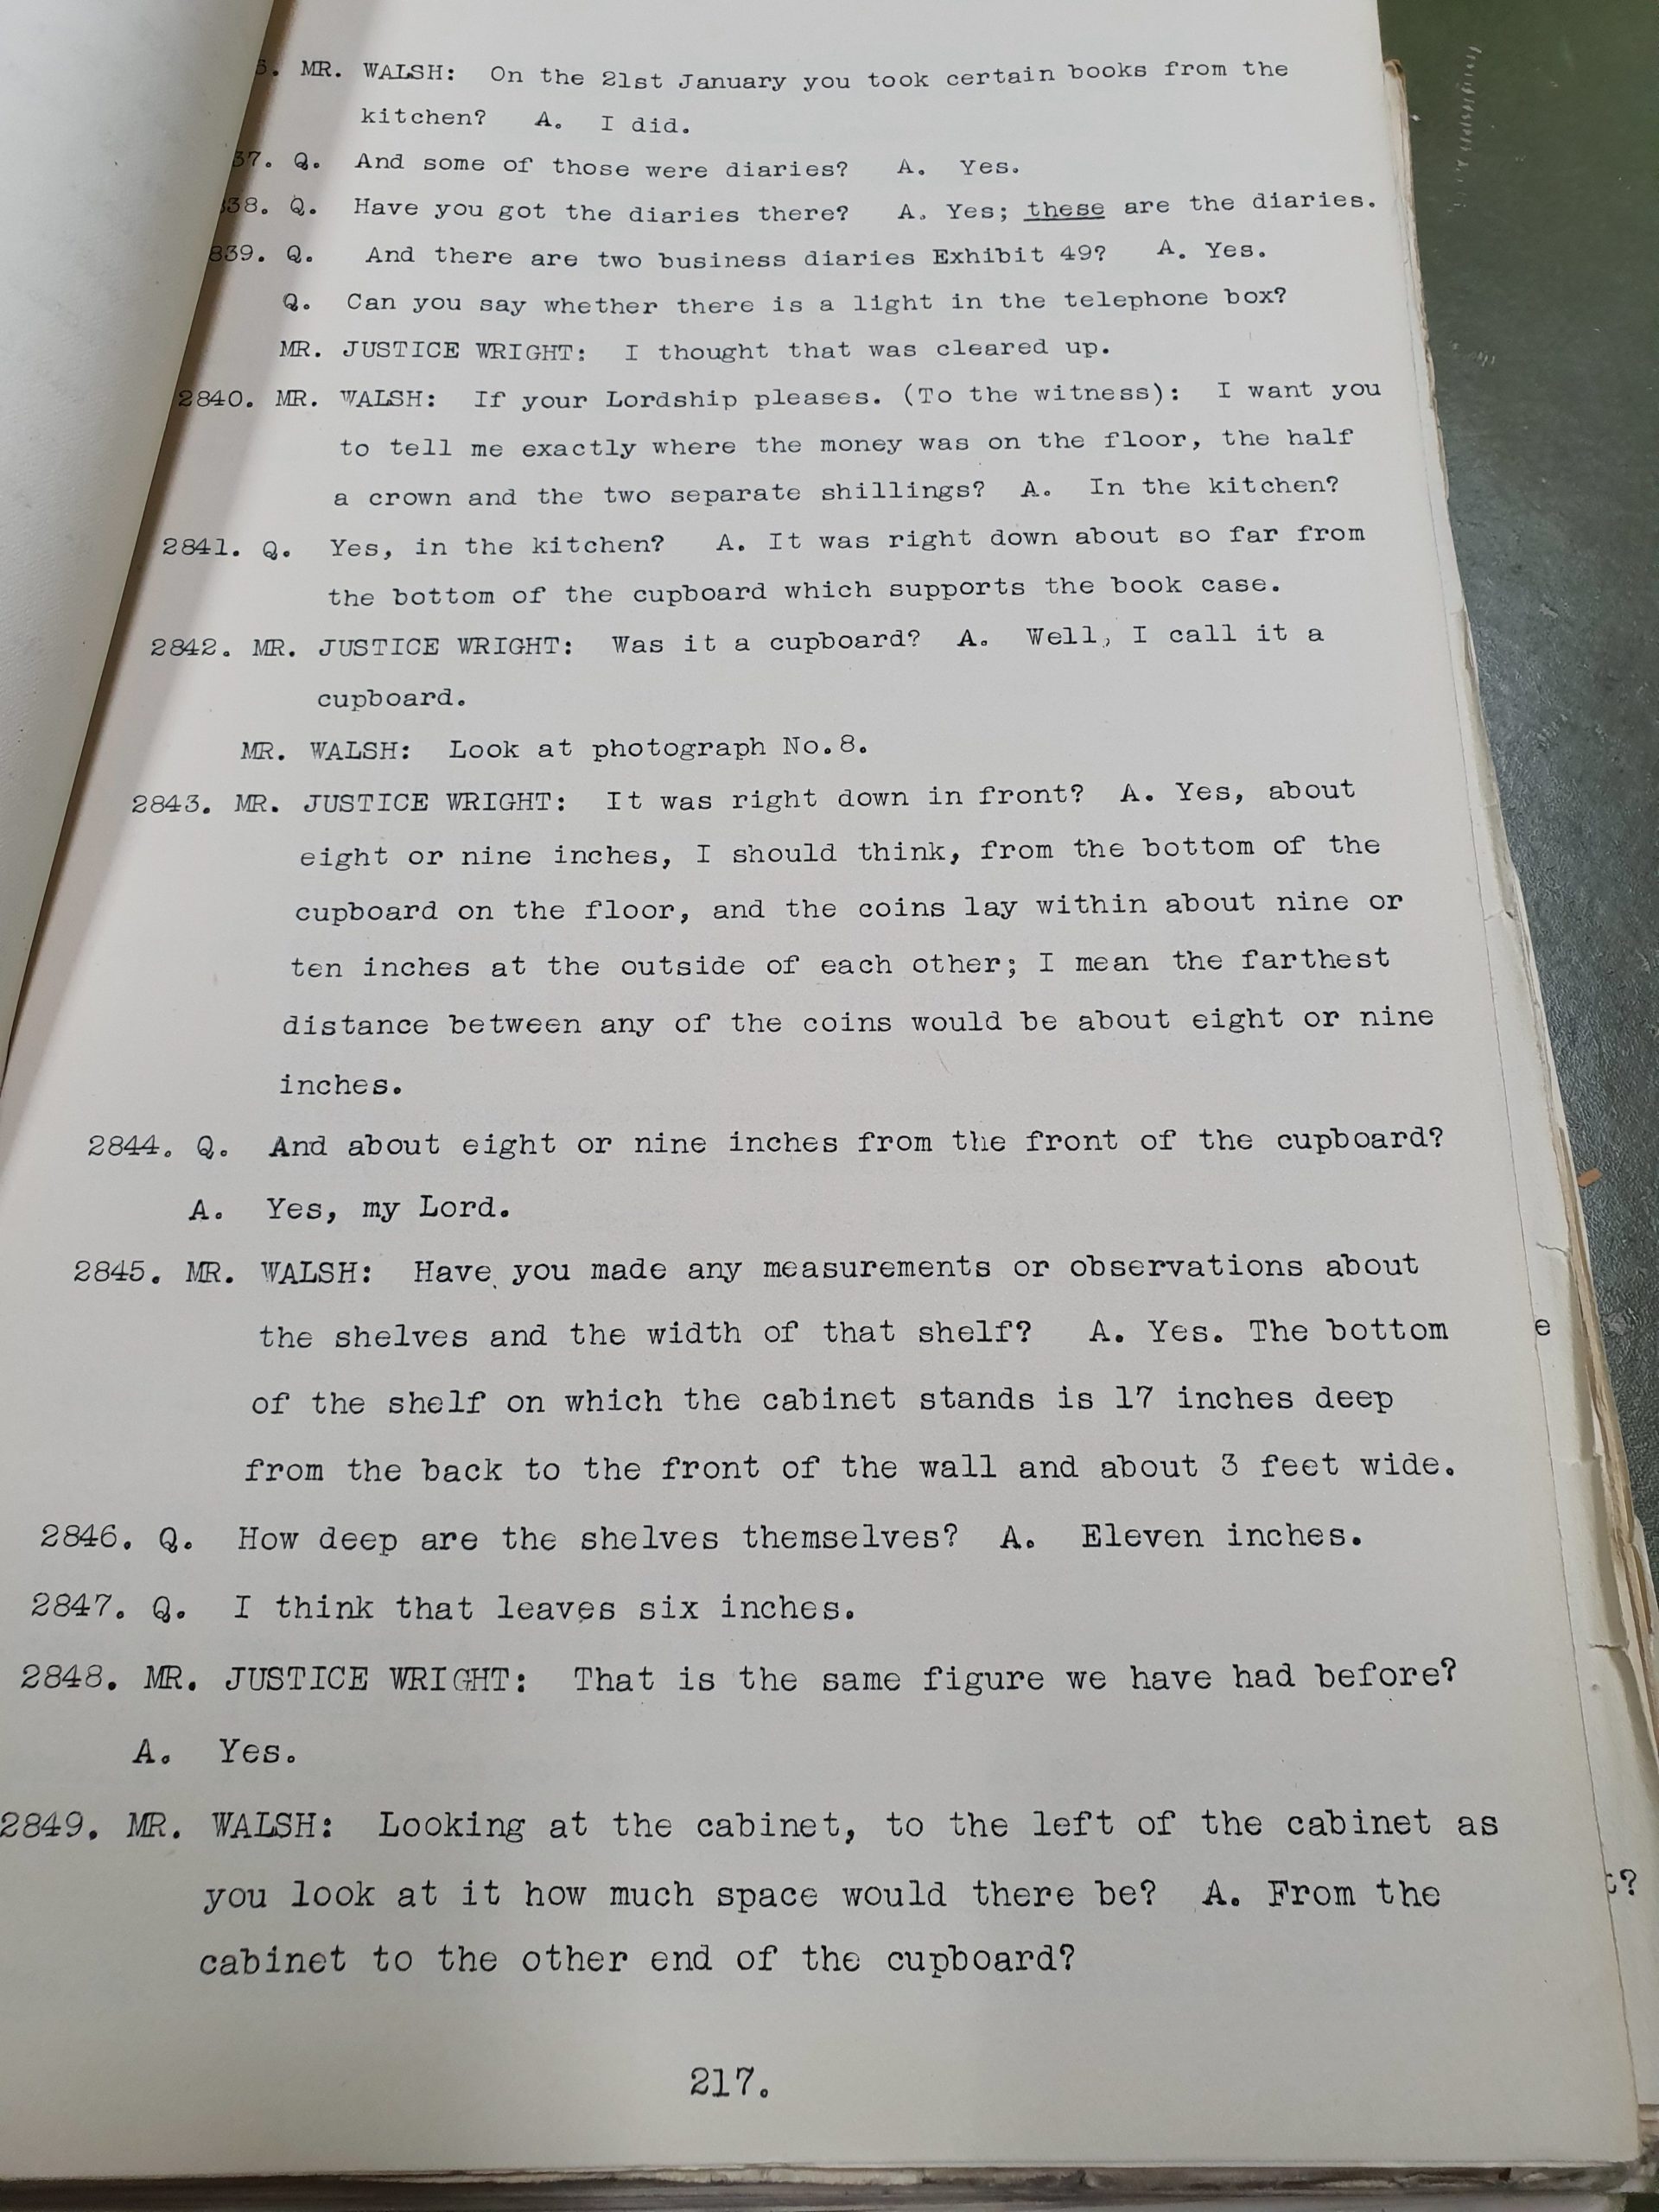 6. MR. WALSH: On the 21st January you took certain books from the
kitchen? A. I did.
37. Q. And some of those were diaries? A. Yes.
838. Q. Have you got the diaries there? A. Yes; these are the diaries.
839. Q. And there are two business diaries Exhibit 49? A. Yes.
Q. Can you say whether there is a light in the telephone box?
MR. JUSTICE WRIGHT: I thought that was cleared up.
2840. MR. WALSH: If your Lordship pleases. (To the witness): I want you
to tell me exactly where the money was on the floor, the half
a crown and the two separate shillings? A. In the kitchen?
2841. Q. Yes, in the kitchen? A. It was right down about so far from
the bottom of the cupboard which supports the book case.
2842. MR. JUSTICE WRIGHT: Was it a cupboard? A. Well, I call it a
cupboard.
MR. WALSH: Look at photograph No.8.
2843. MR. JUSTICE WRIGHT: It was right down in front? A. Yes, about
eight or nine inches, I should think, from the bottom of the
cupboard on the floor, and the coins lay within about nine or
ten inches at the outside of each other; I mean the farthest
distance between any of the coins would be about eight or nine
inches.
2844. Q. And about eight or nine inches from the front of the cupboard?
A. Yes, my Lord.
2845. MR. WALSH: Have you made any measurements or observations about
the shelves and the width of that shelf? A. Yes. The bottom
of the shelf on which the cabinet stands is 17 inches deep
from the back to the front of the wall and about 3 feet wide.
2846. Q. How deep are the shelves themselves? A. Eleven inches.
2847. Q. I think that leaves six inches.
2848. MR. JUSTICE WRIGHT: That is the same figure we have had before?
A. Yes.
2849. MR. WALSH: Looking at the cabinet, to the left of the cabinet as
you look at it how much space would there be? A. From the
cabinet to the other end of the cupboard?
217.